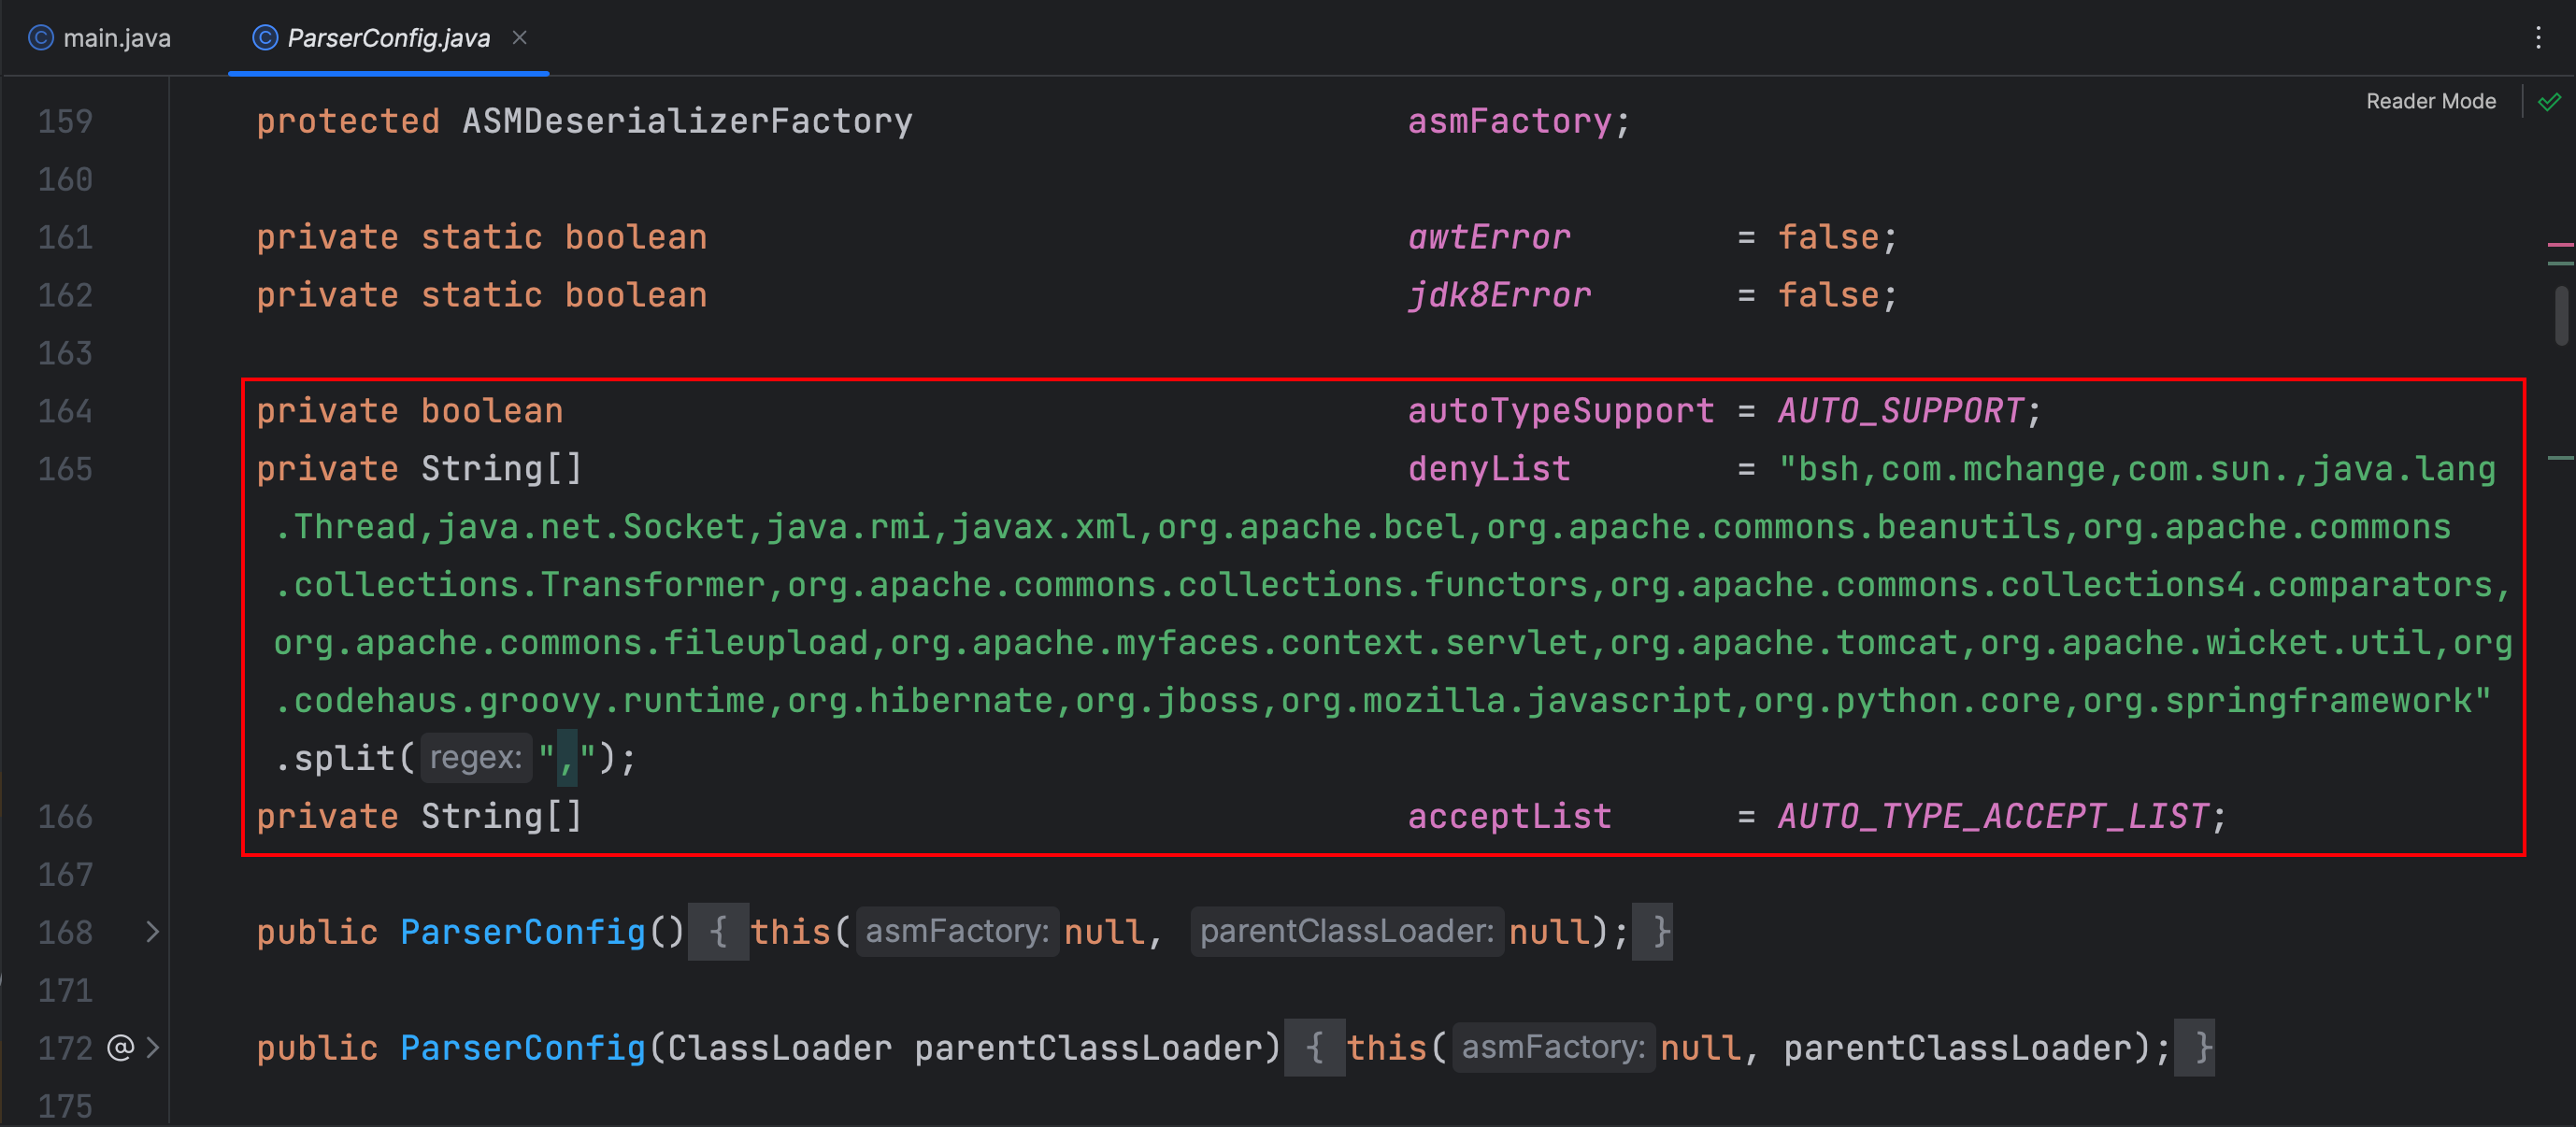 main.java ParserConfig.java
Reader Mode
159 protected ASMDeserializerFactory asmFactory;
160
161 private static boolean awtError = false;
162 private static boolean jdk8Error = false;
163
164 private boolean autoTypeSupport = AUTO_SUPPORT;
165 private String[] denyList = "bsh,com.mchange,com.sun.,java.lang
.Thread,java.net.Socket,java.rmi,javax.xml,org.apache.bcel,org.apache.commons.beanutils,org.apache.commons
.collections.Transformer,org.apache.commons.collections.functors,org.apache.commons.collections4.comparators,
org.apache.commons.fileupload,org.apache.myfaces.context.servlet,org.apache.tomcat,org.apache.wicket.util,org
.codehaus.groovy.runtime,org.hibernate,org.jboss,org.mozilla.javascript,org.python.core,org.springframework"
.split( regex: ",");
166 private String[] acceptList = AUTO_TYPE_ACCEPT_LIST;
167
168 public ParserConfig() { this( asmFactory: null, parentClassLoader: null); }
171
172 @ public ParserConfig(ClassLoader parentClassLoader) { this( asmFactory: null, parentClassLoader); }
175